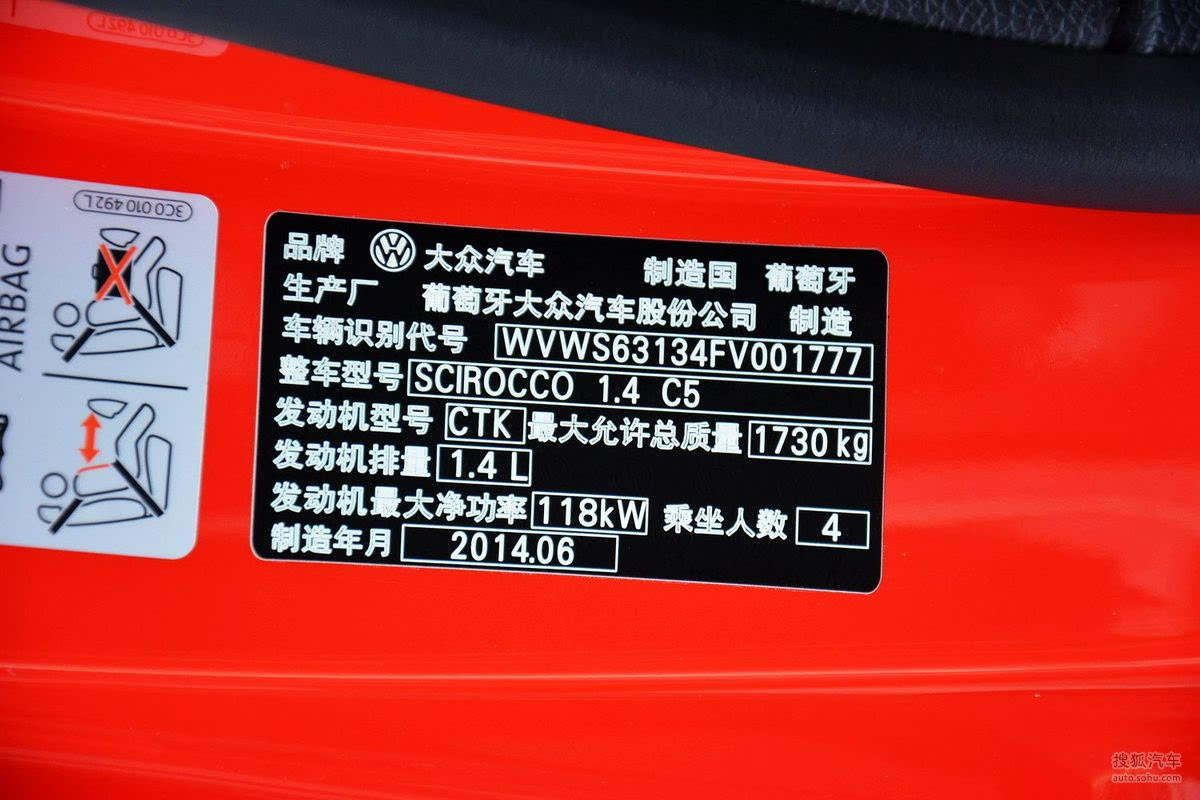 3C0 010 492 L
3C0 010 492 L
AIRBAG
品牌 大众汽车 制造国 葡萄牙
生产厂 葡萄牙大众汽车股份公司 制造
车辆识别代号 WVWS63134FV001777
整车型号 SCIROCCO 1.4 C5
发动机型号 CTK 最大允许总质量 1730 kg
发动机排量 1.4 L
发动机最大净功率 118kW 乘坐人数 4
制造年月 2014.06
搜狐汽车
auto.sohu.com